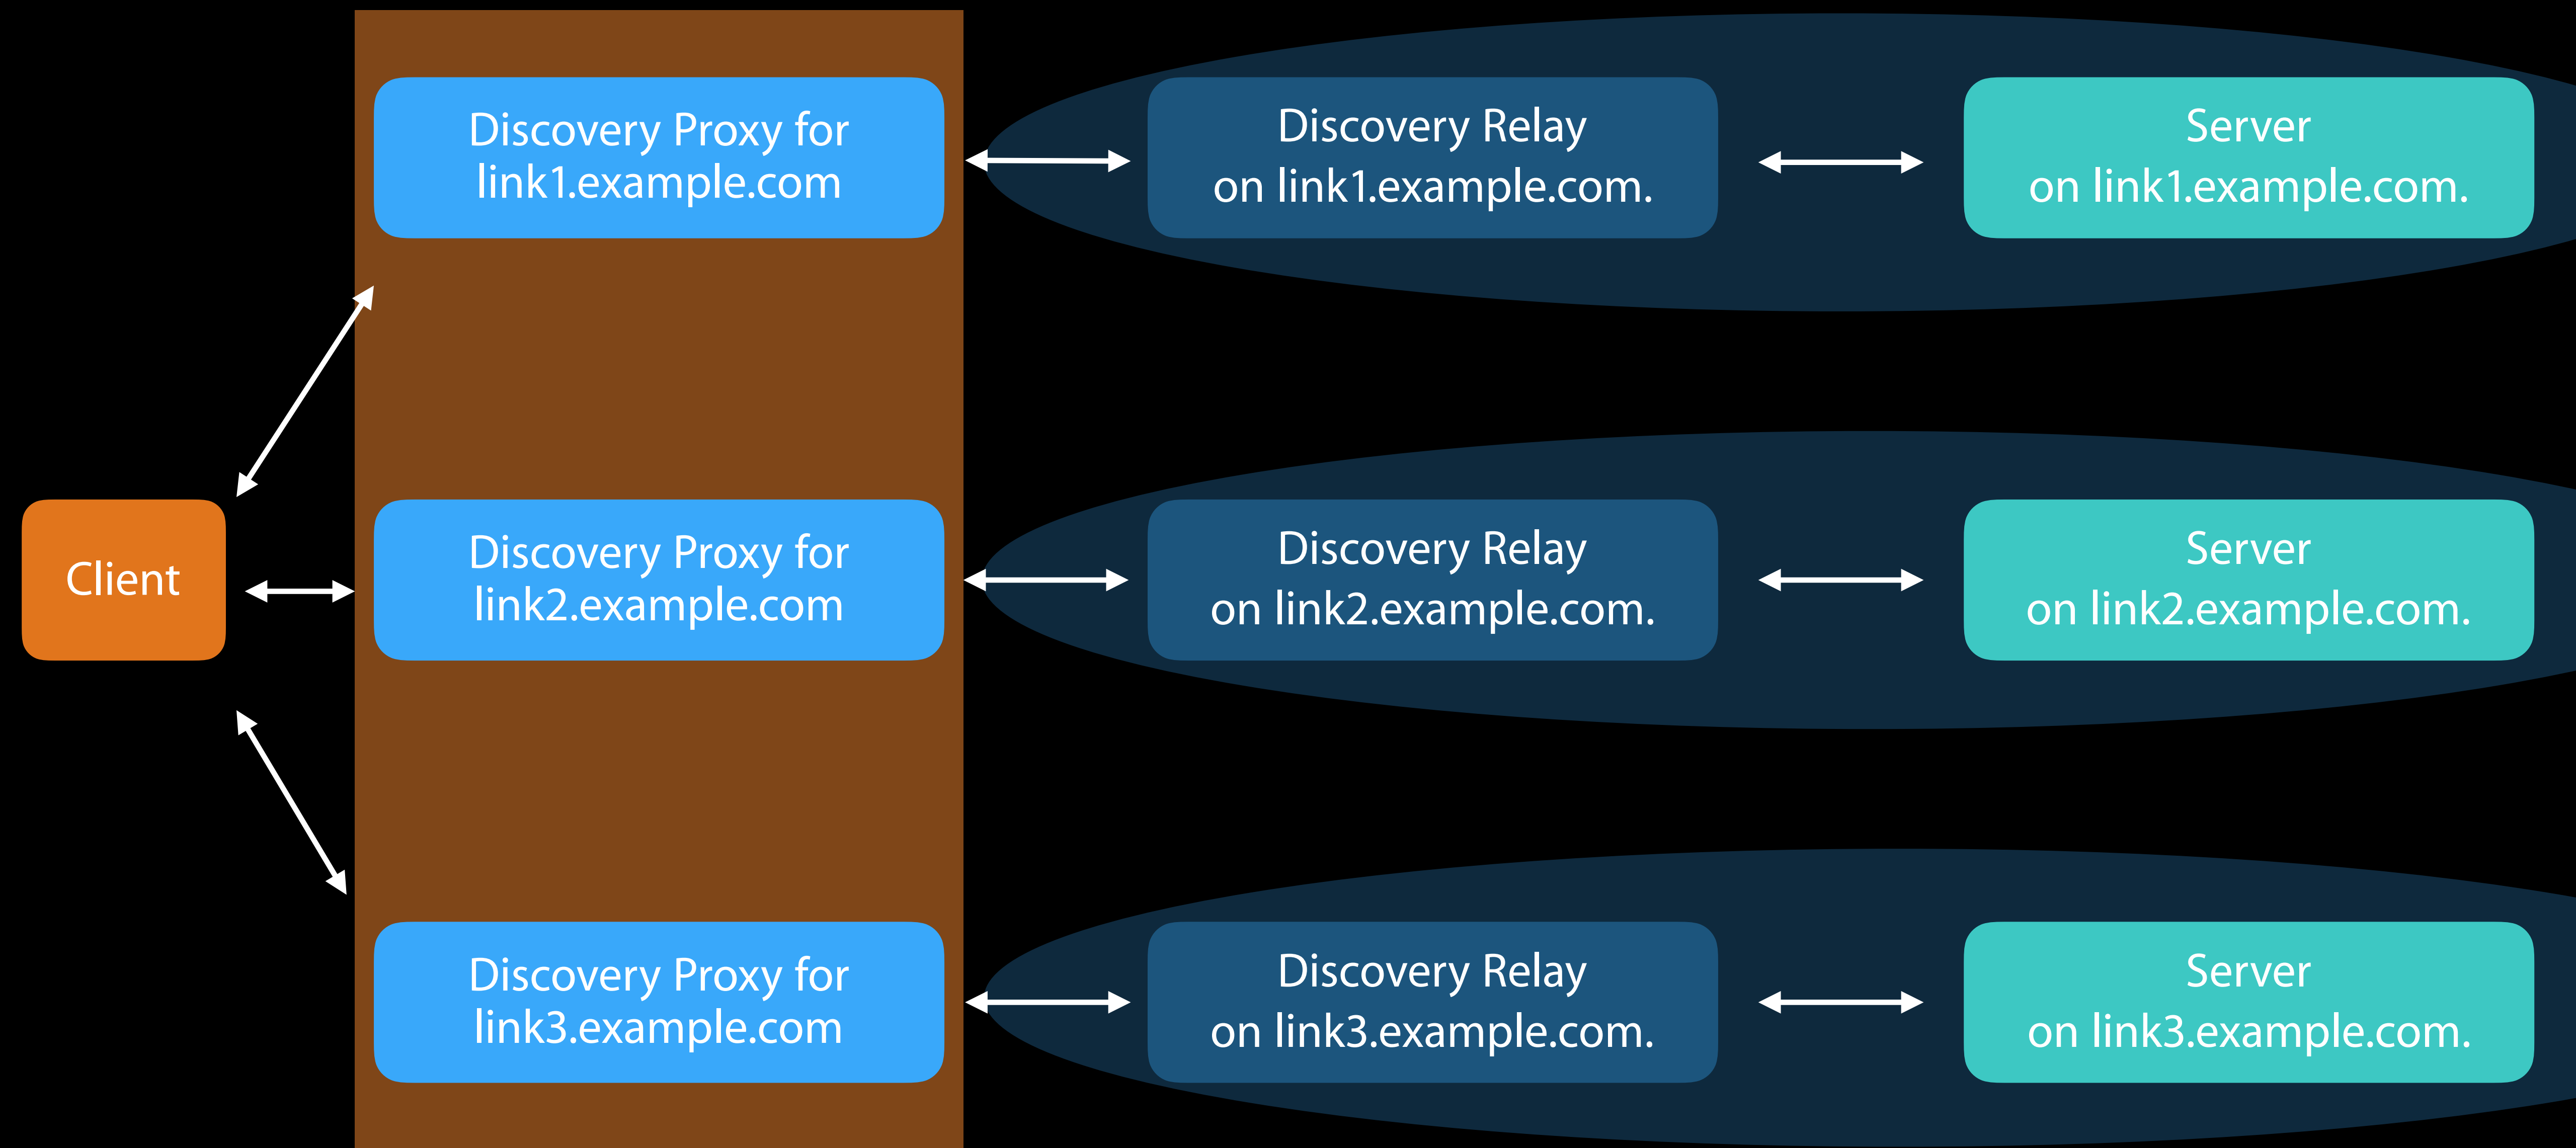 Discovery Proxy for
link1.example.com
Discovery Relay
on link1.example.com.
Server
on link1.example.com.
Client
Discovery Proxy for
link2.example.com
Discovery Relay
on link2.example.com.
Server
on link2.example.com.
Discovery Proxy for
link3.example.com
Discovery Relay
on link3.example.com.
Server
on link3.example.com.